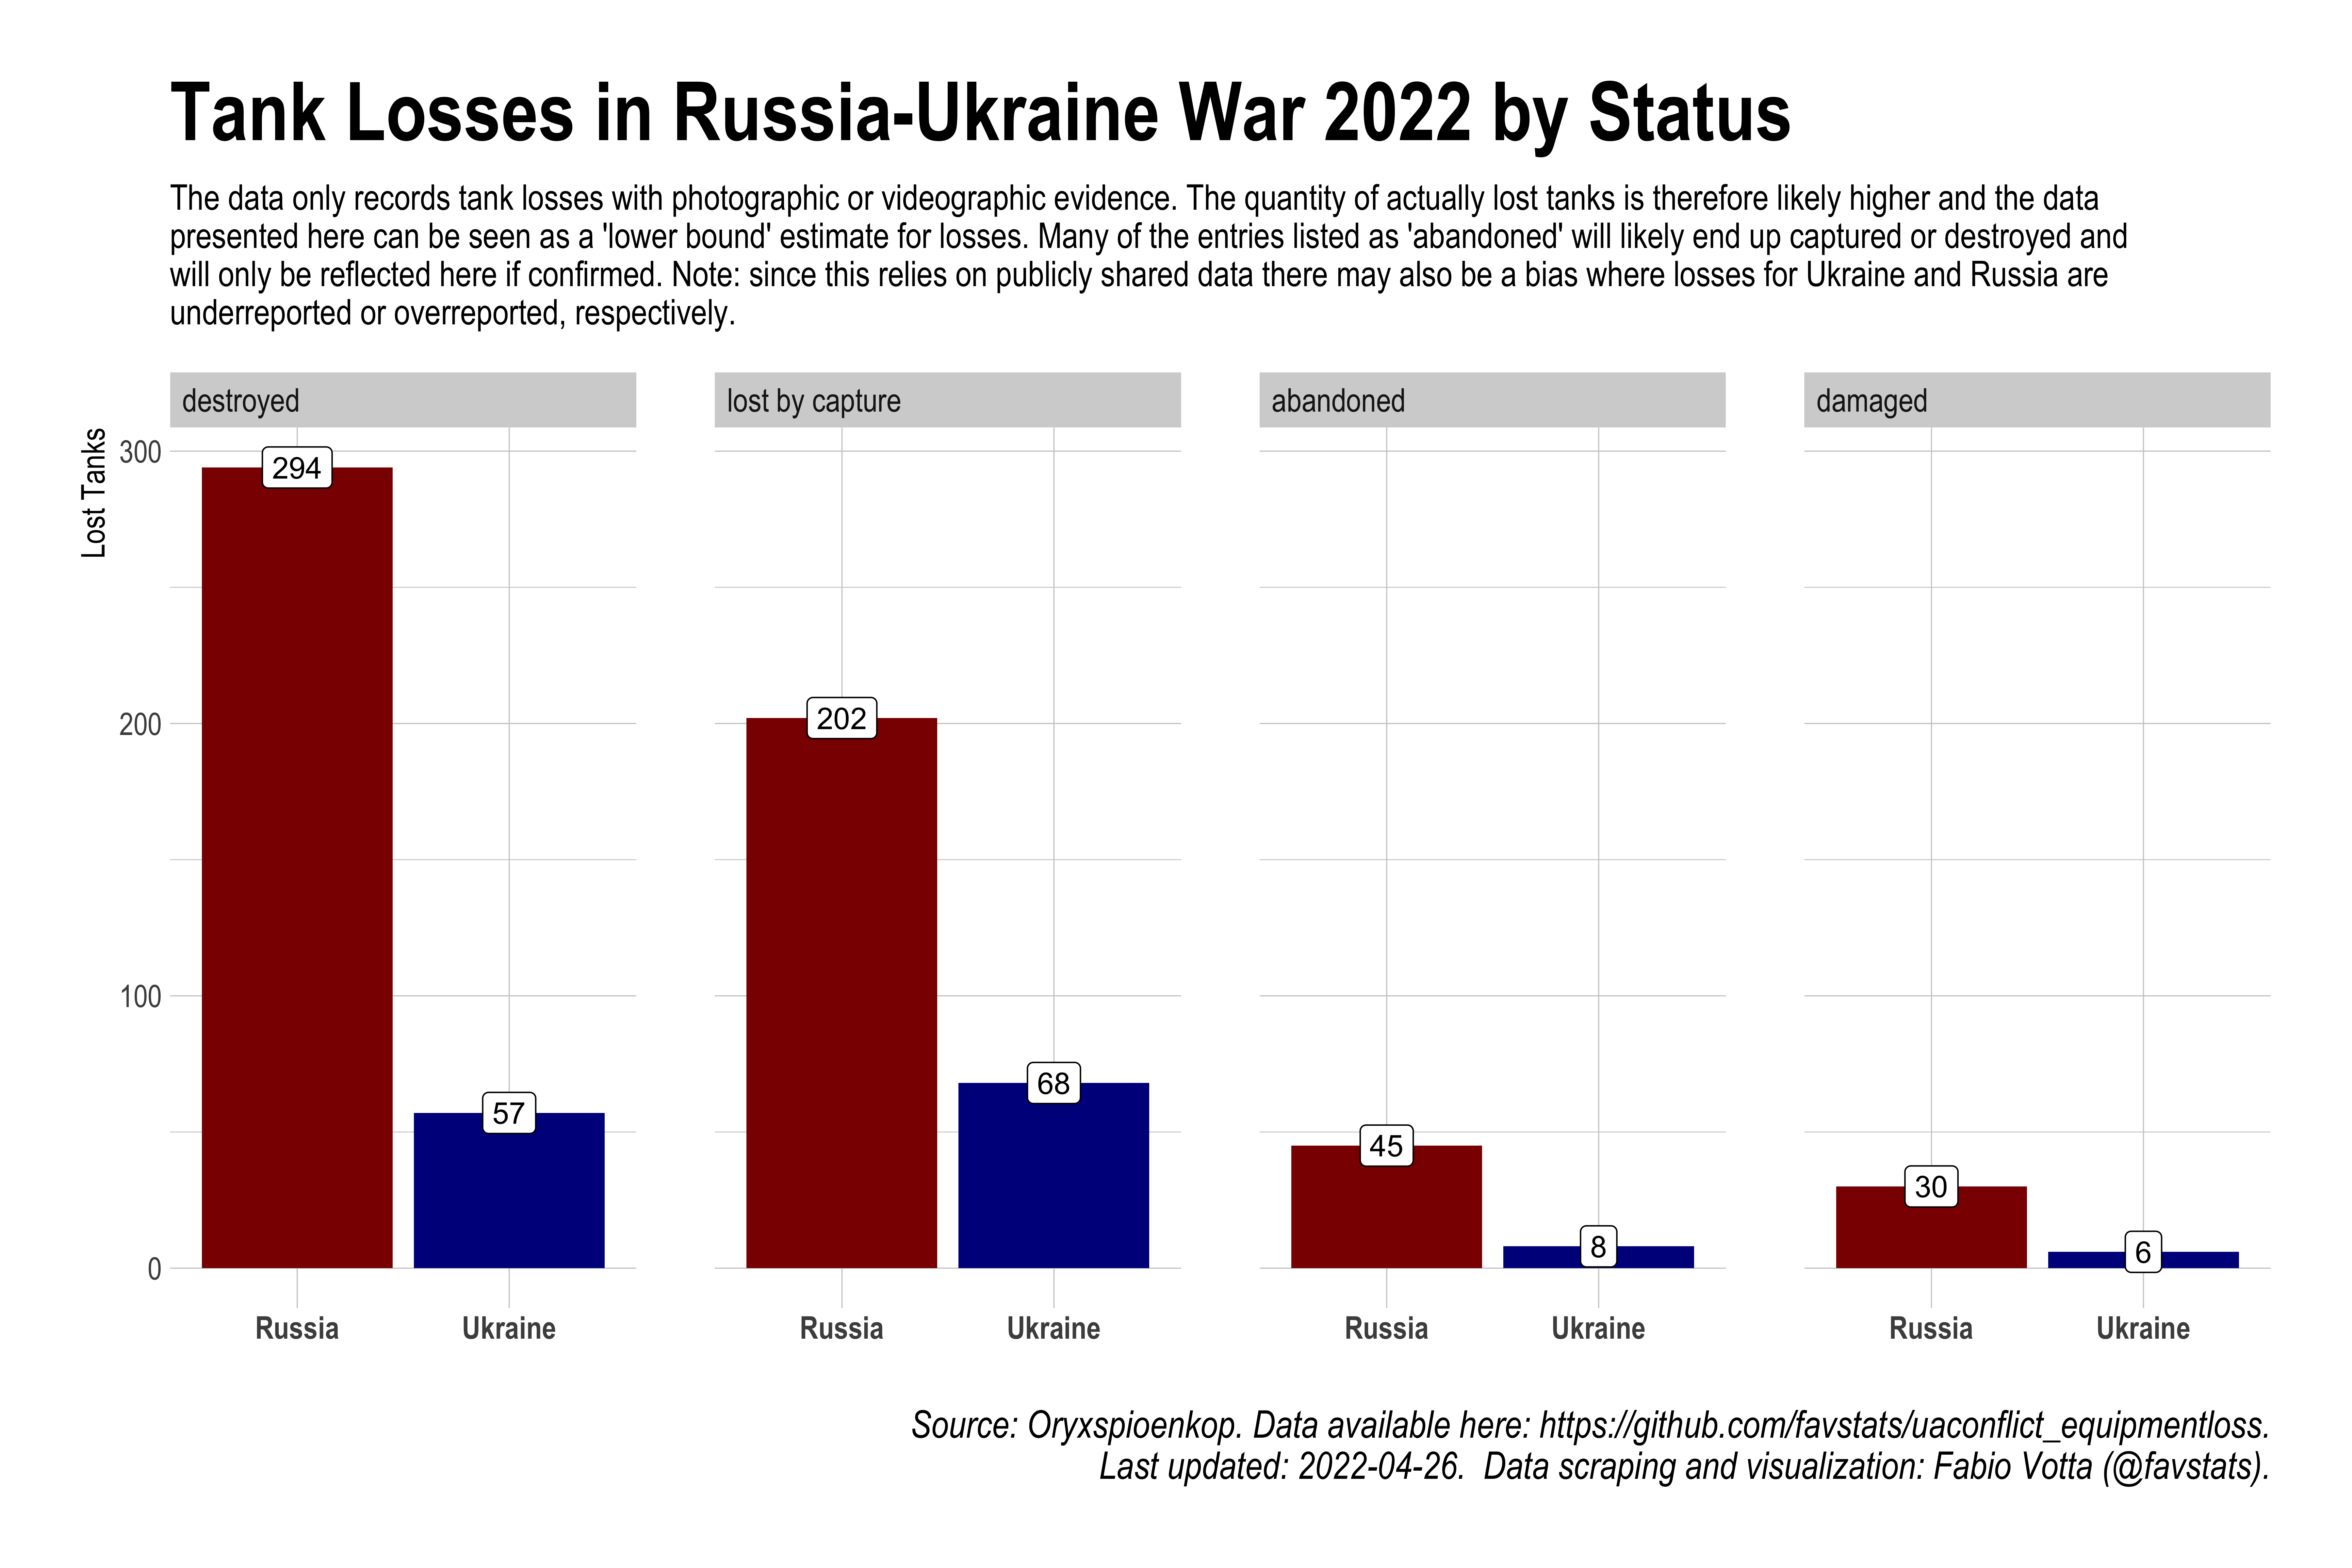 Tank Losses in Russia-Ukraine War 2022 by Status
The data only records tank losses with photographic or videographic evidence. The quantity of actually lost tanks is therefore likely higher and the data
presented here can be seen as a 'lower bound' estimate for losses. Many of the entries listed as 'abandoned' will likely end up captured or destroyed and
will only be reflected here if confirmed. Note: since this relies on publicly shared data there may also be a bias where losses for Ukraine and Russia are
underreported or overreported, respectively.
destroyed
lost by capture
abandoned
damaged
Lost Tanks
300
200
100
0
294
57
202
68
45
8
30
6
Russia
Ukraine
Russia
Ukraine
Russia
Ukraine
Russia
Ukraine
Source: Oryxspioenkop. Data available here: https://github.com/favstats/uaconflict_equipmentloss.
Last updated: 2022-04-26.  Data scraping and visualization: Fabio Votta (@favstats).